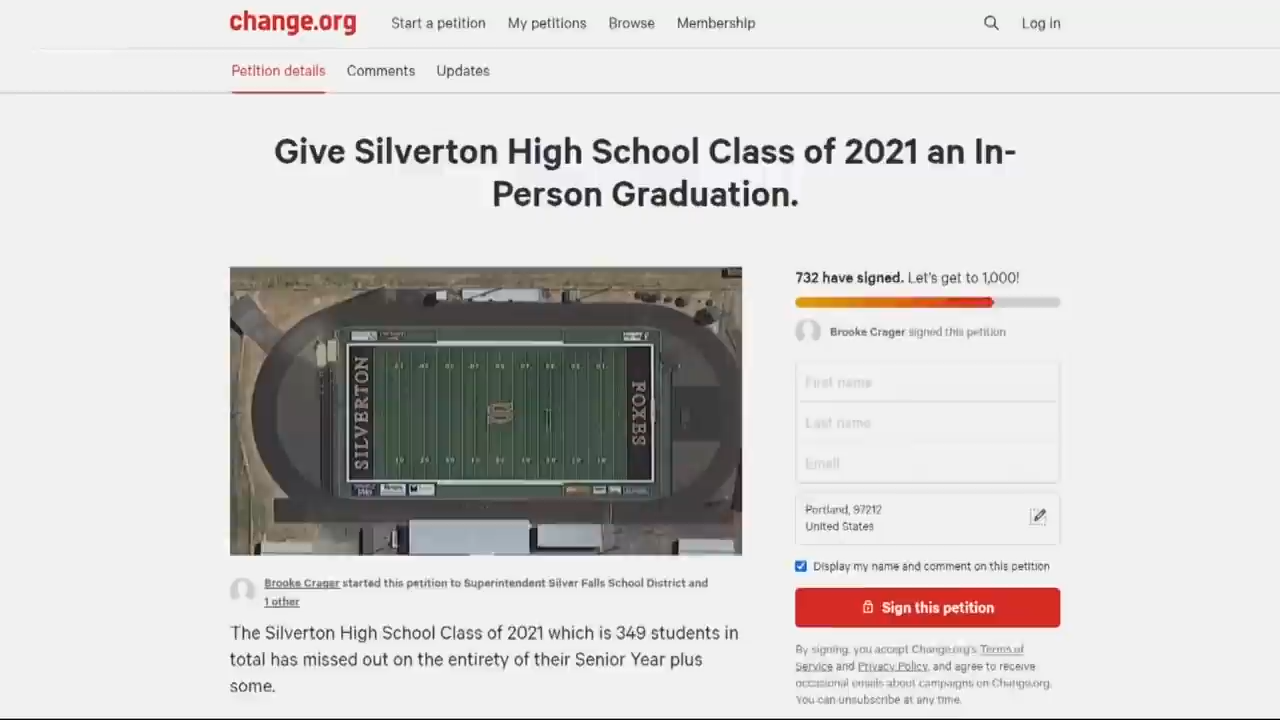 change.org
Start a petition
My petitions
Browse
Membership
Log in
Petition details
Comments
Updates
Give Silverton High School Class of 2021 an In-
Person Graduation.
SILVERTON
FOXES
Brooke Crager started this petition to Superintendent Silver Falls School District and
1 other
The Silverton High School Class of 2021 which is 349 students in
total has missed out on the entirety of their Senior Year plus
some.
732 have signed. Let's get to 1,000!
Brooke Crager signed this petition
First name
Last name
Email
Portland, 97212
United States
Display my name and comment on this petition
Sign this petition
By signing, you accept Change.org's Terms of
Service and Privacy Policy, and agree to receive
occasional emails about campaigns on Change.org.
You can unsubscribe at any time.